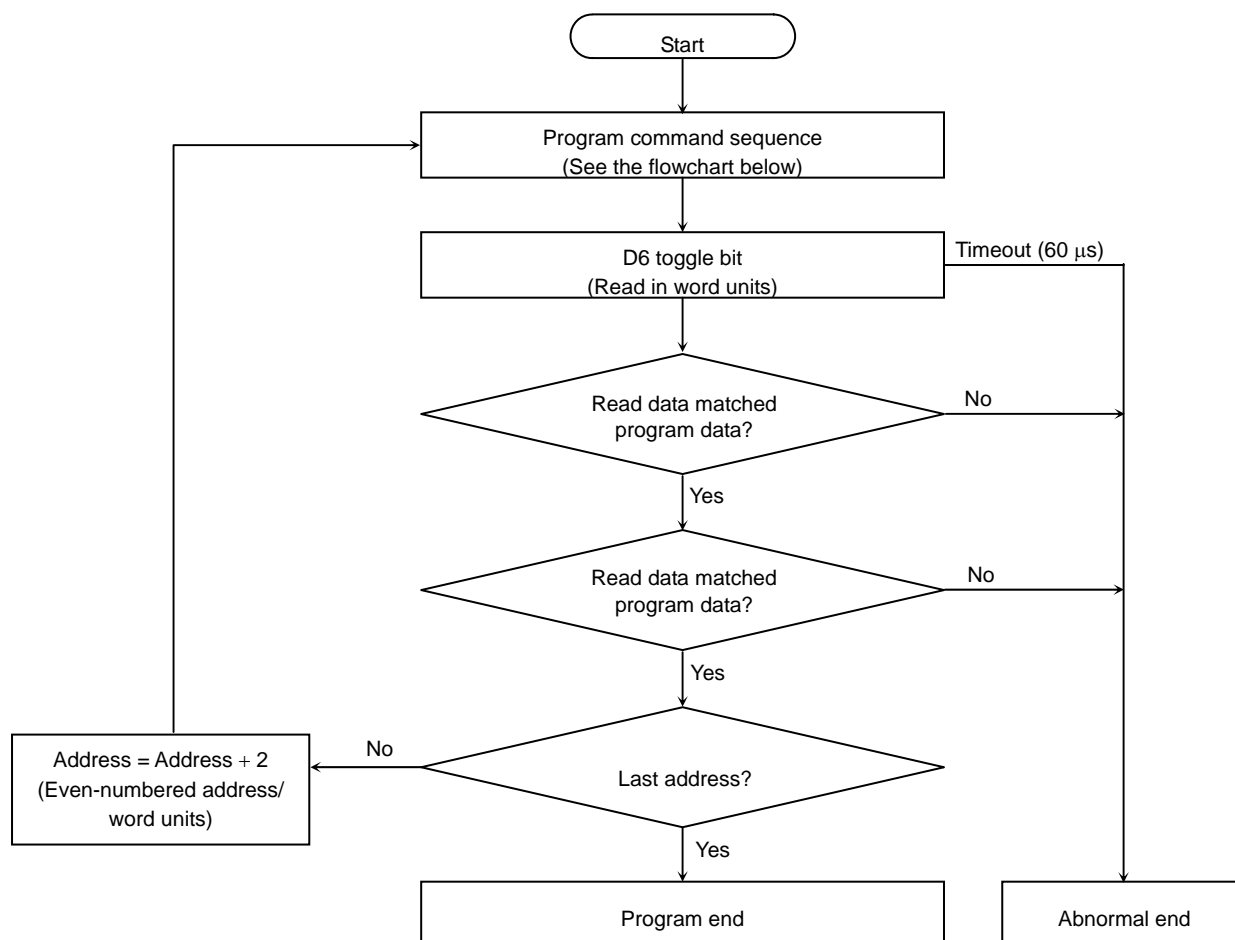 Start
Program command sequence
(See the flowchart below)
D6 toggle bit
(Read in word units)
Timeout (60 μs)
Read data matched
program data?
No
Yes
Read data matched
program data?
No
Yes
Address = Address + 2
(Even-numbered address/
word units)
No
Last address?
Yes
Program end
Abnormal end